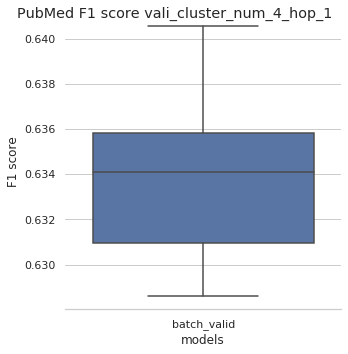 PubMed F1 score vali_cluster_num_4_hop_1
0.640
0.638
0.636
0.634
0.632
0.630
F1 score
batch_valid
models